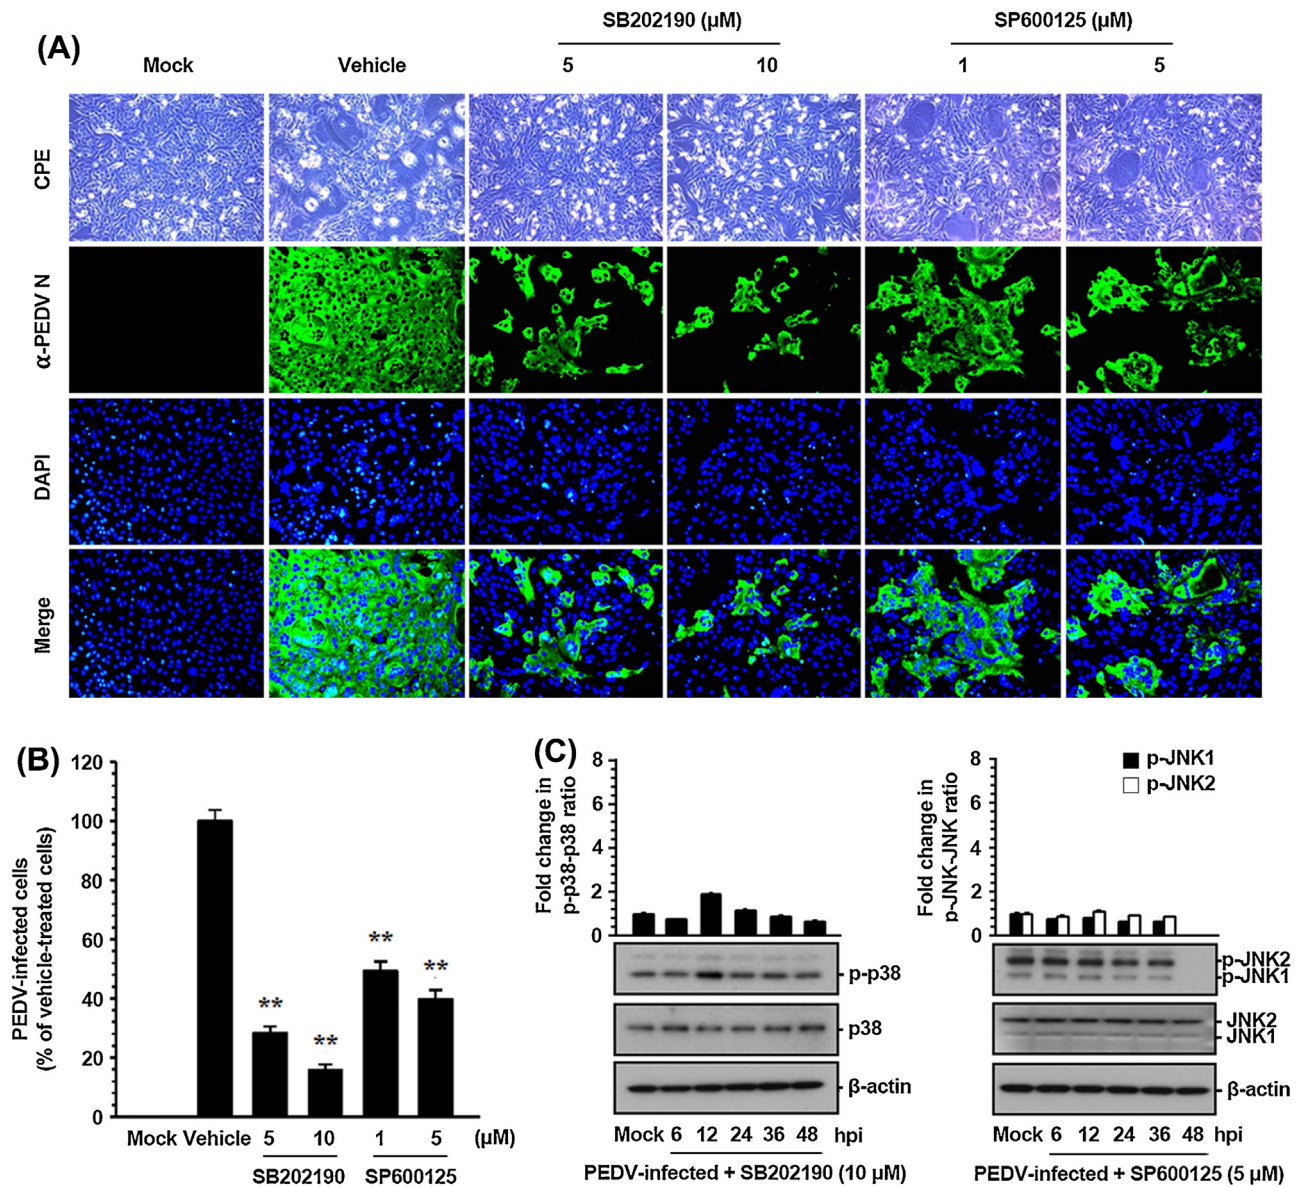 (A)
SB202190 (µM)
SP600125 (µM)
Mock
Vehicle
5
10
1
5
CPE
α-PEDV N
DAPI
Merge
(B)
PEDV-infected cells
(% of vehicle-treated cells)
120
100
80
60
40
20
0
**
**
**
**
Mock Vehicle 5 10 1 5 (µM)
SB202190 SP600125
(C)
Fold change in
p-p38-p38 ratio
8
6
4
2
0
p-p38
p38
β-actin
Mock 6 12 24 36 48 hpi
PEDV-infected + SB202190 (10 µM)
p-JNK1
p-JNK2
Fold change in
p-JNK-JNK ratio
8
6
4
2
0
p-JNK2
p-JNK1
JNK2
JNK1
β-actin
Mock 6 12 24 36 48 hpi
PEDV-infected + SP600125 (5 µM)